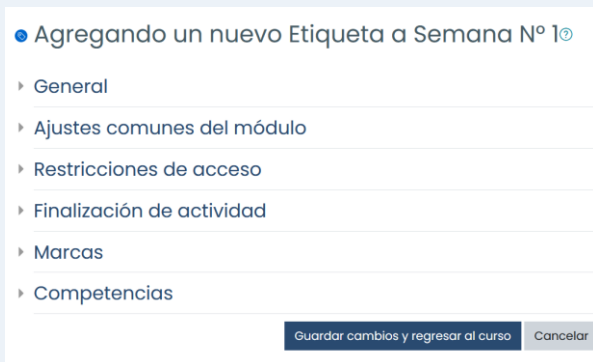 Agregando un nuevo Etiqueta a Semana Nº 1
General
Ajustes comunes del módulo
Restricciones de acceso
Finalización de actividad
Marcas
Competencias
Guardar cambios y regresar al curso Cancelar